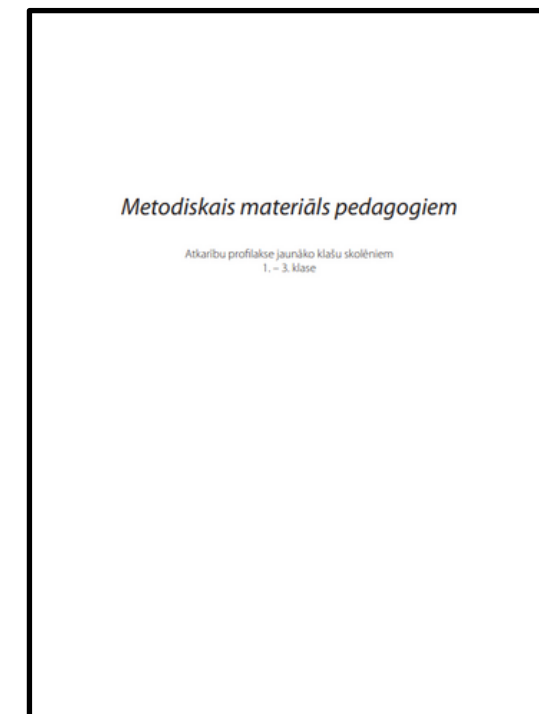 Metodiskais materiāls pedagogiem
Atkarību profilakse jaunāko klašu skolēniem
1. – 3. klase